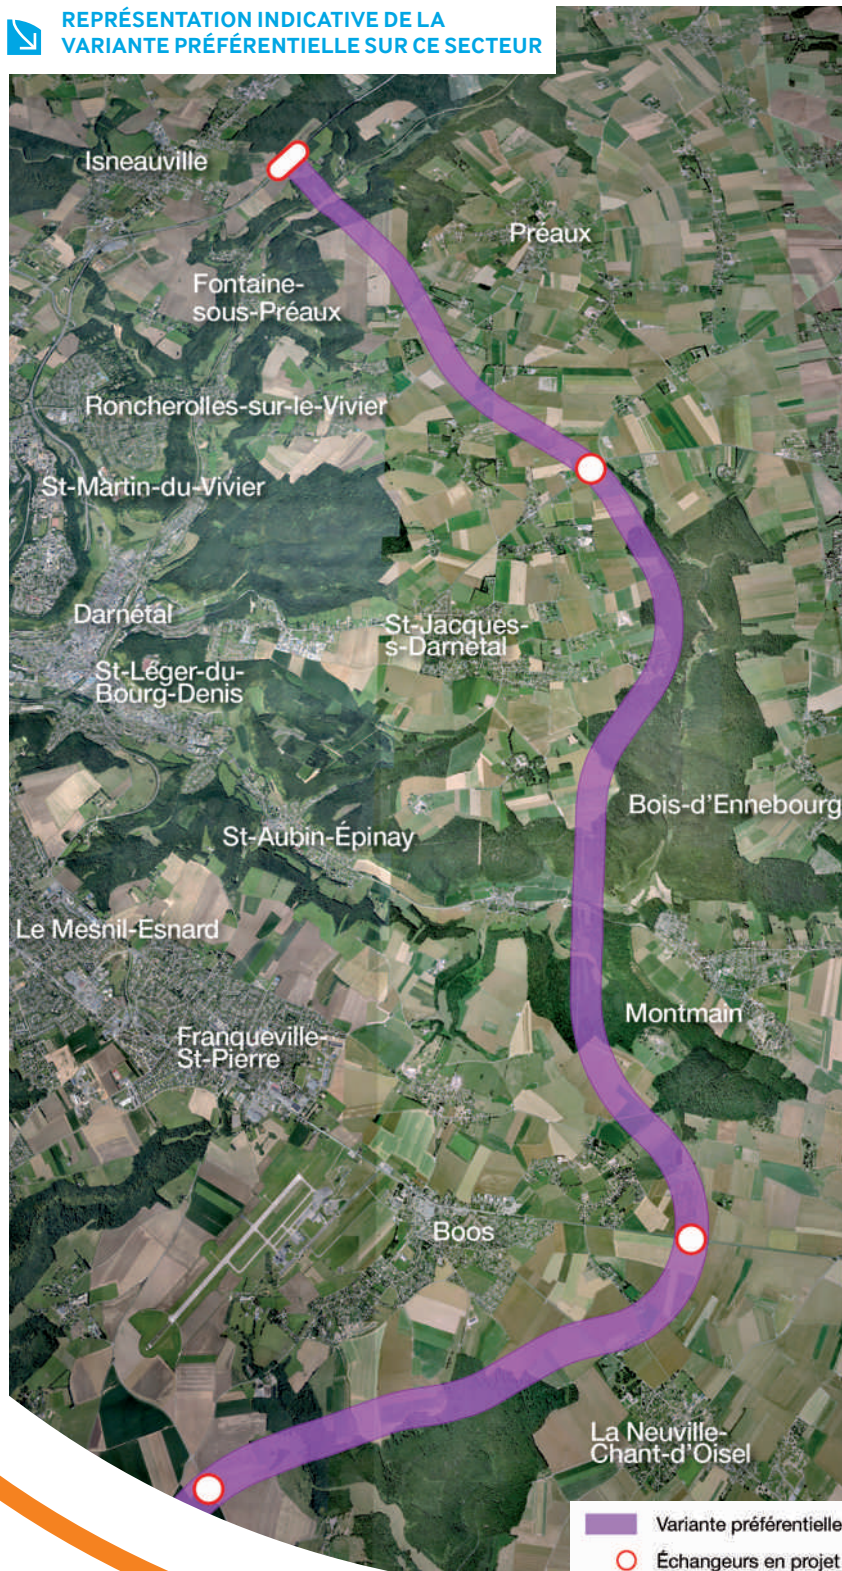 REPRÉSENTATION INDICATIVE DE LA
VARIANTE PRÉFÉRENTIELLE SUR CE SECTEUR
Isneauville
Préaux
Fontaine-
sous-Préaux
Roncherolles-sur-le-Vivier
St-Martin-du-Vivier
Darnétal
St-Jacques-
s-Darnétal
St-Léger-du-
Bourg-Denis
Bois-d'Ennebourg
St-Aubin-Épinay
Le Mesnil-Esnard
Montmain
Franqueville-
St-Pierre
Boos
La Neuville-
Chant-d'Oisel
Variante préférentielle
Échangeurs en projet